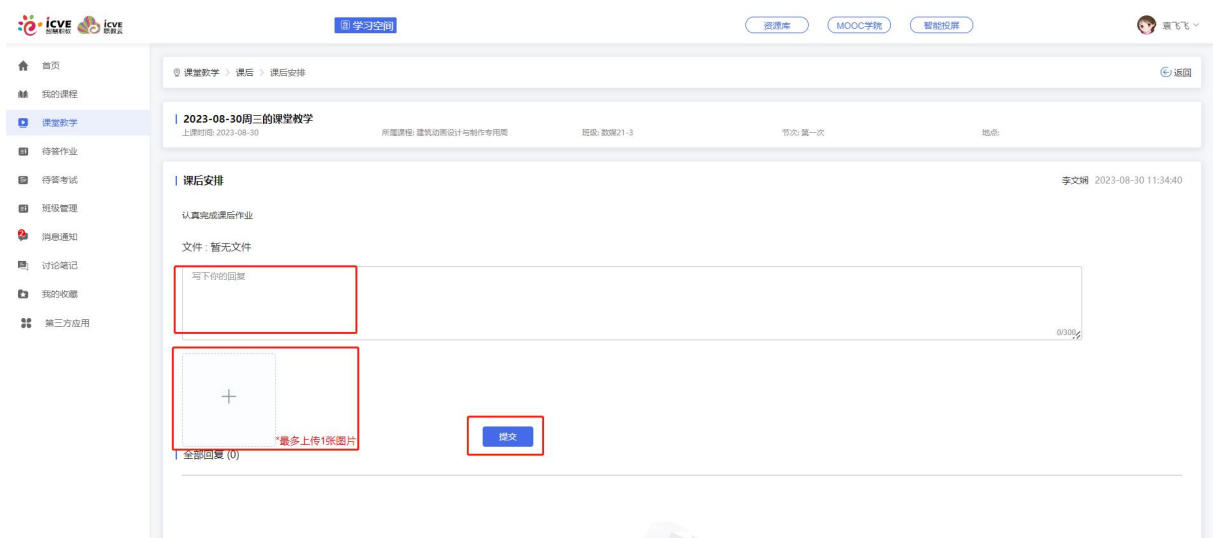 icve 智慧职教 icve 职教云
学习空间
资源库 MOOC学院 智能投屏
袁飞飞
首页
我的课程
课堂教学
待答作业
待答考试
班级管理
2
消息通知
讨论笔记
我的收藏
第三方应用
课堂教学 > 课后 > 课后安排
返回
2023-08-30周三的课堂教学
上课时间: 2023-08-30 所属课程: 建筑动画设计与制作专用周 班级: 数媒21-3 节次: 第一次 地点:
课后安排
李文娴 2023-08-30 11:34:40
认真完成课后作业
文件 : 暂无文件
写下你的回复
0/300
*最多上传1张图片
提交
全部回复 (0)